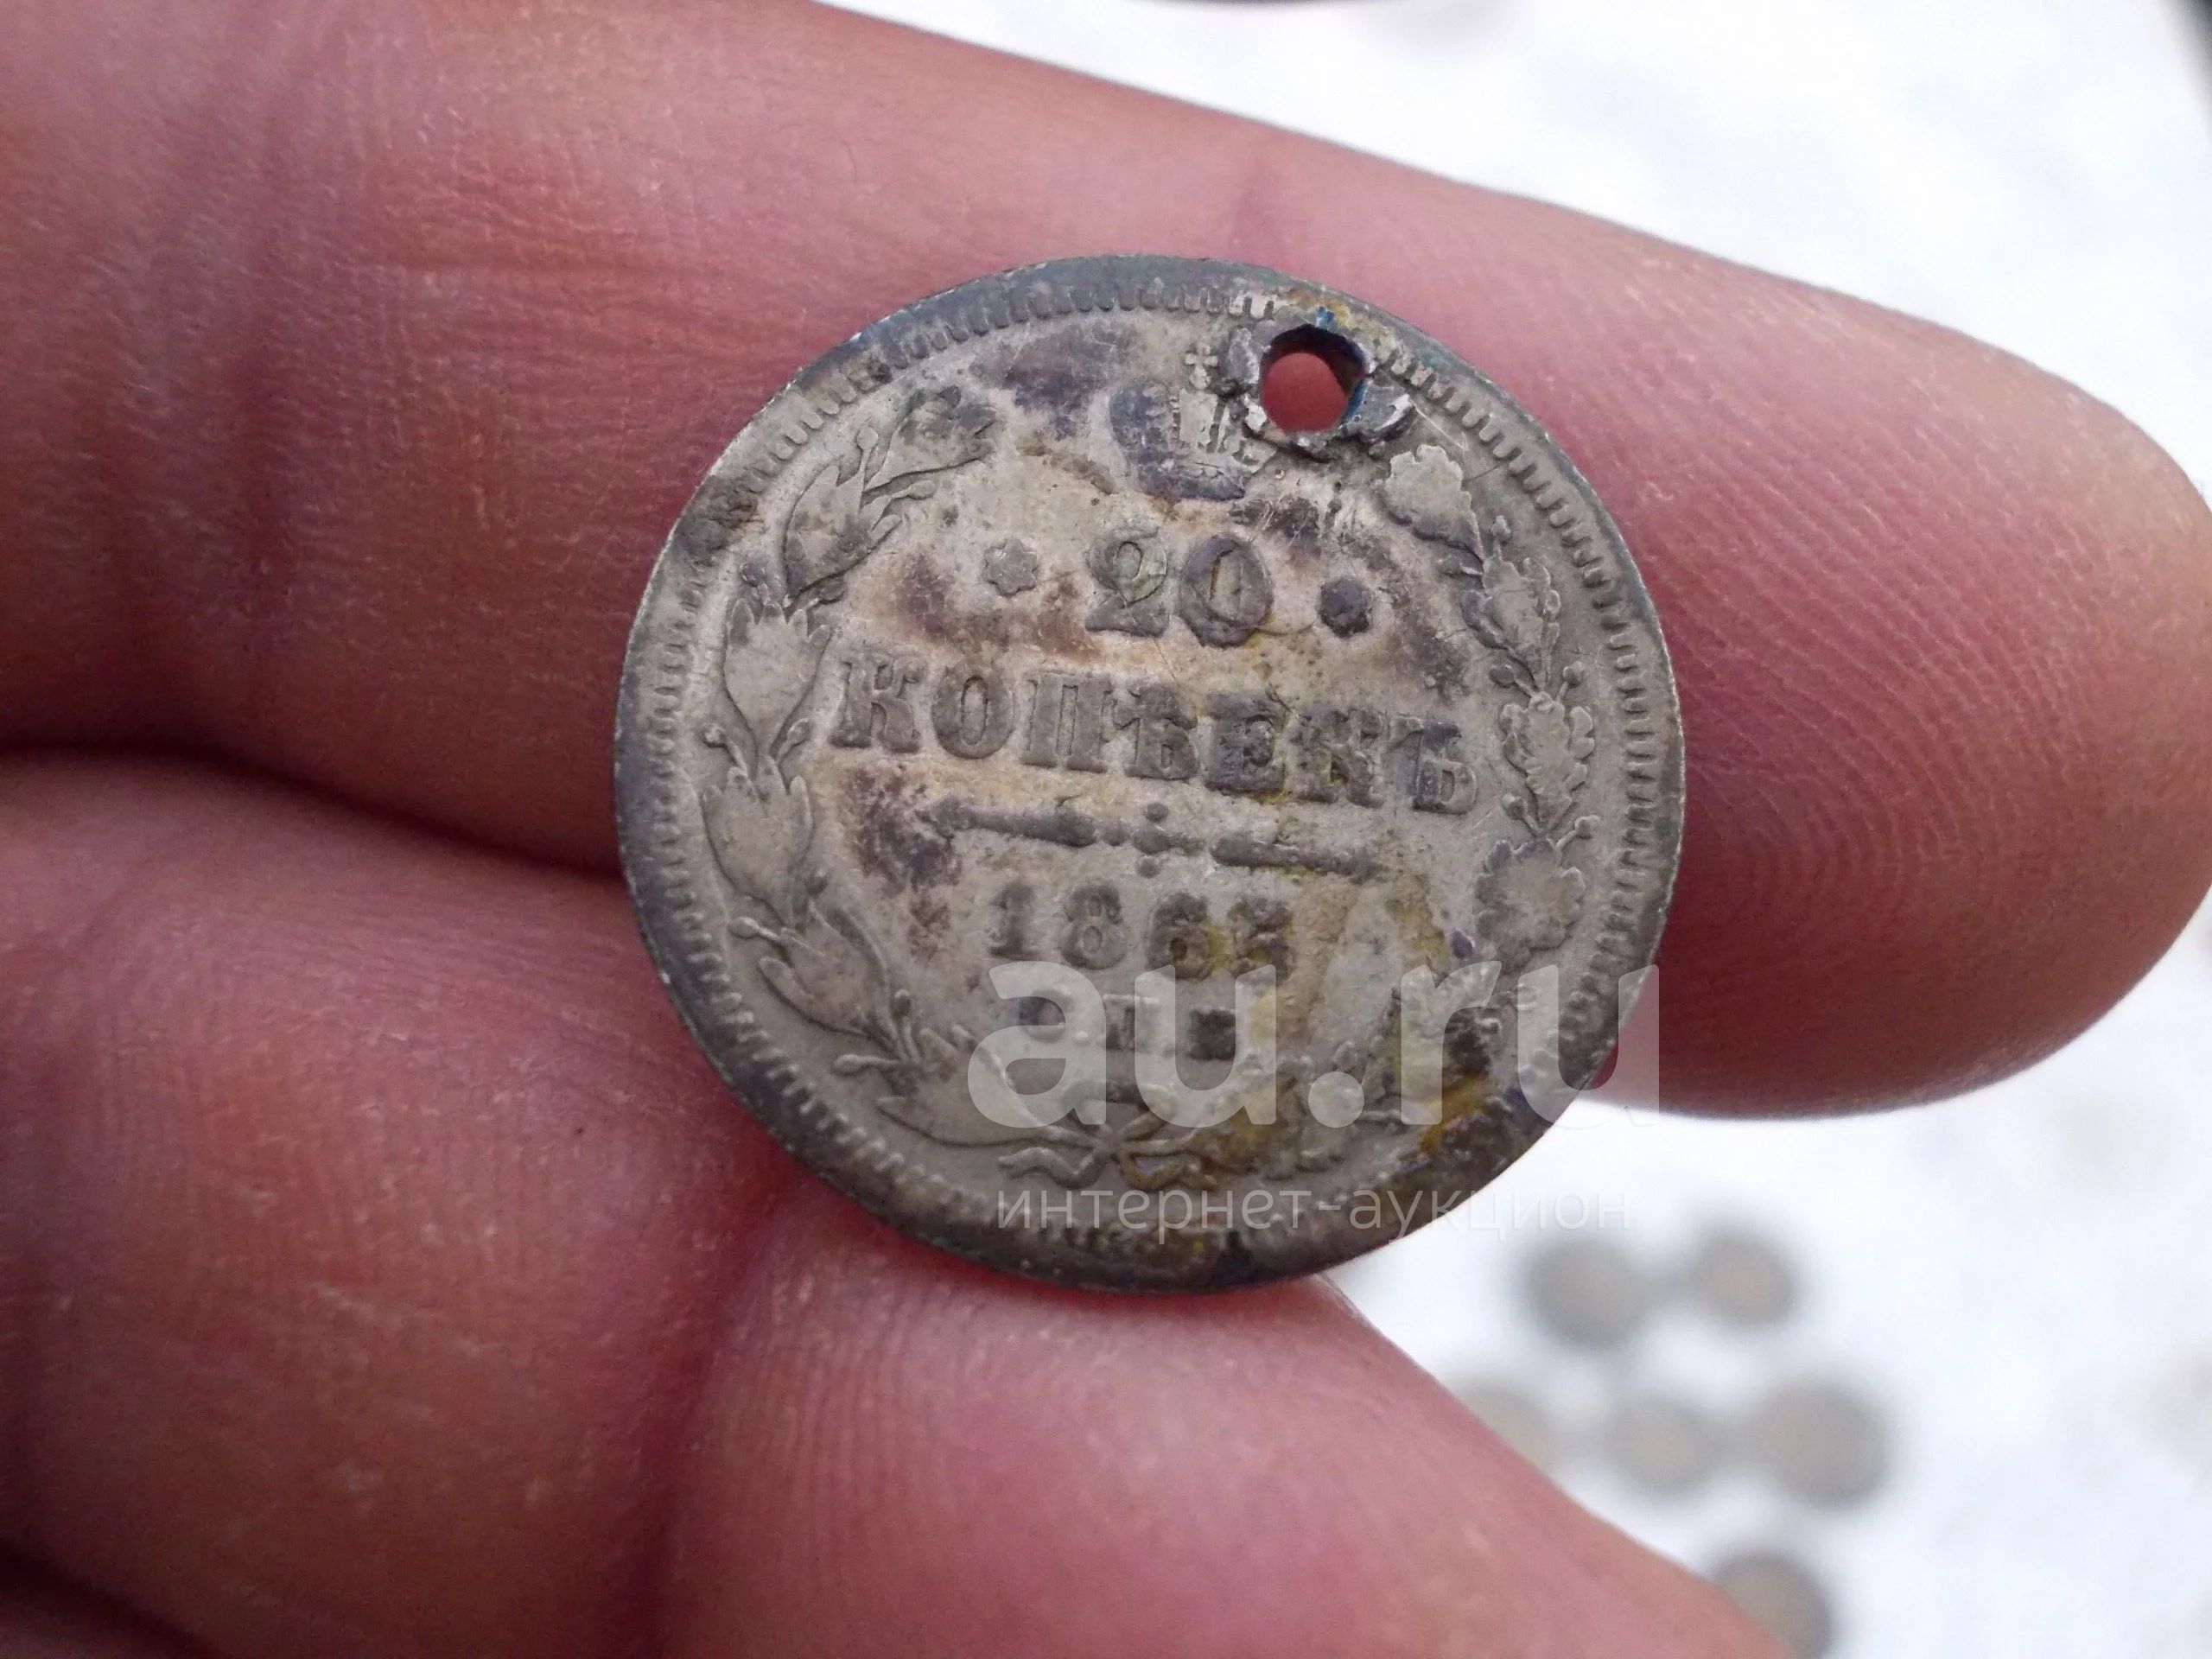 20
КОПѢЕКЪ
С.П.Б.
au.ru
интернет-аукцион